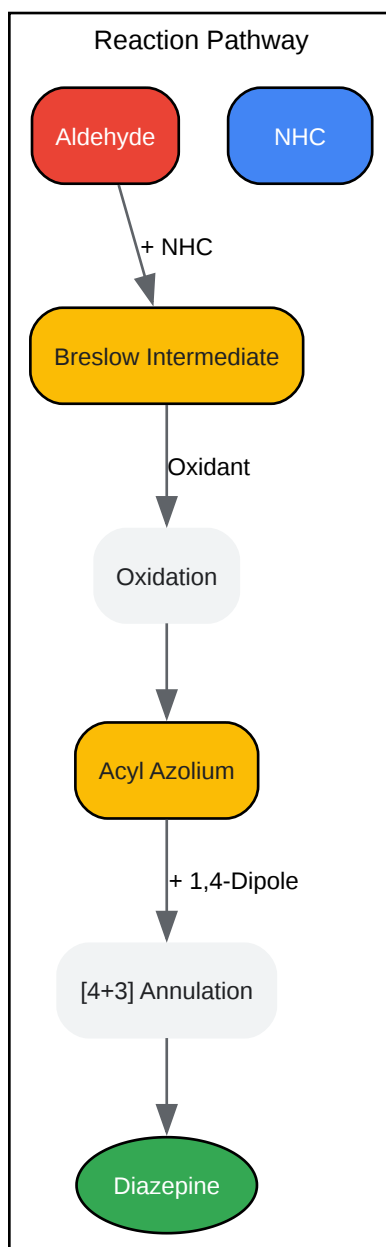 Reaction Pathway
Aldehyde
NHC
+ NHC
Breslow Intermediate
Oxidant
Oxidation
Acyl Azolium
+ 1,4-Dipole
[4+3] Annulation
Diazepine